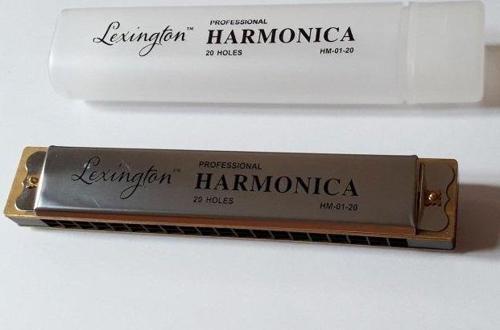 Lexington™ PROFESSIONAL
HARMONICA
20 HOLES HM-01-20
Lexington™ PROFESSIONAL
HARMONICA
20 HOLES HM-01-20